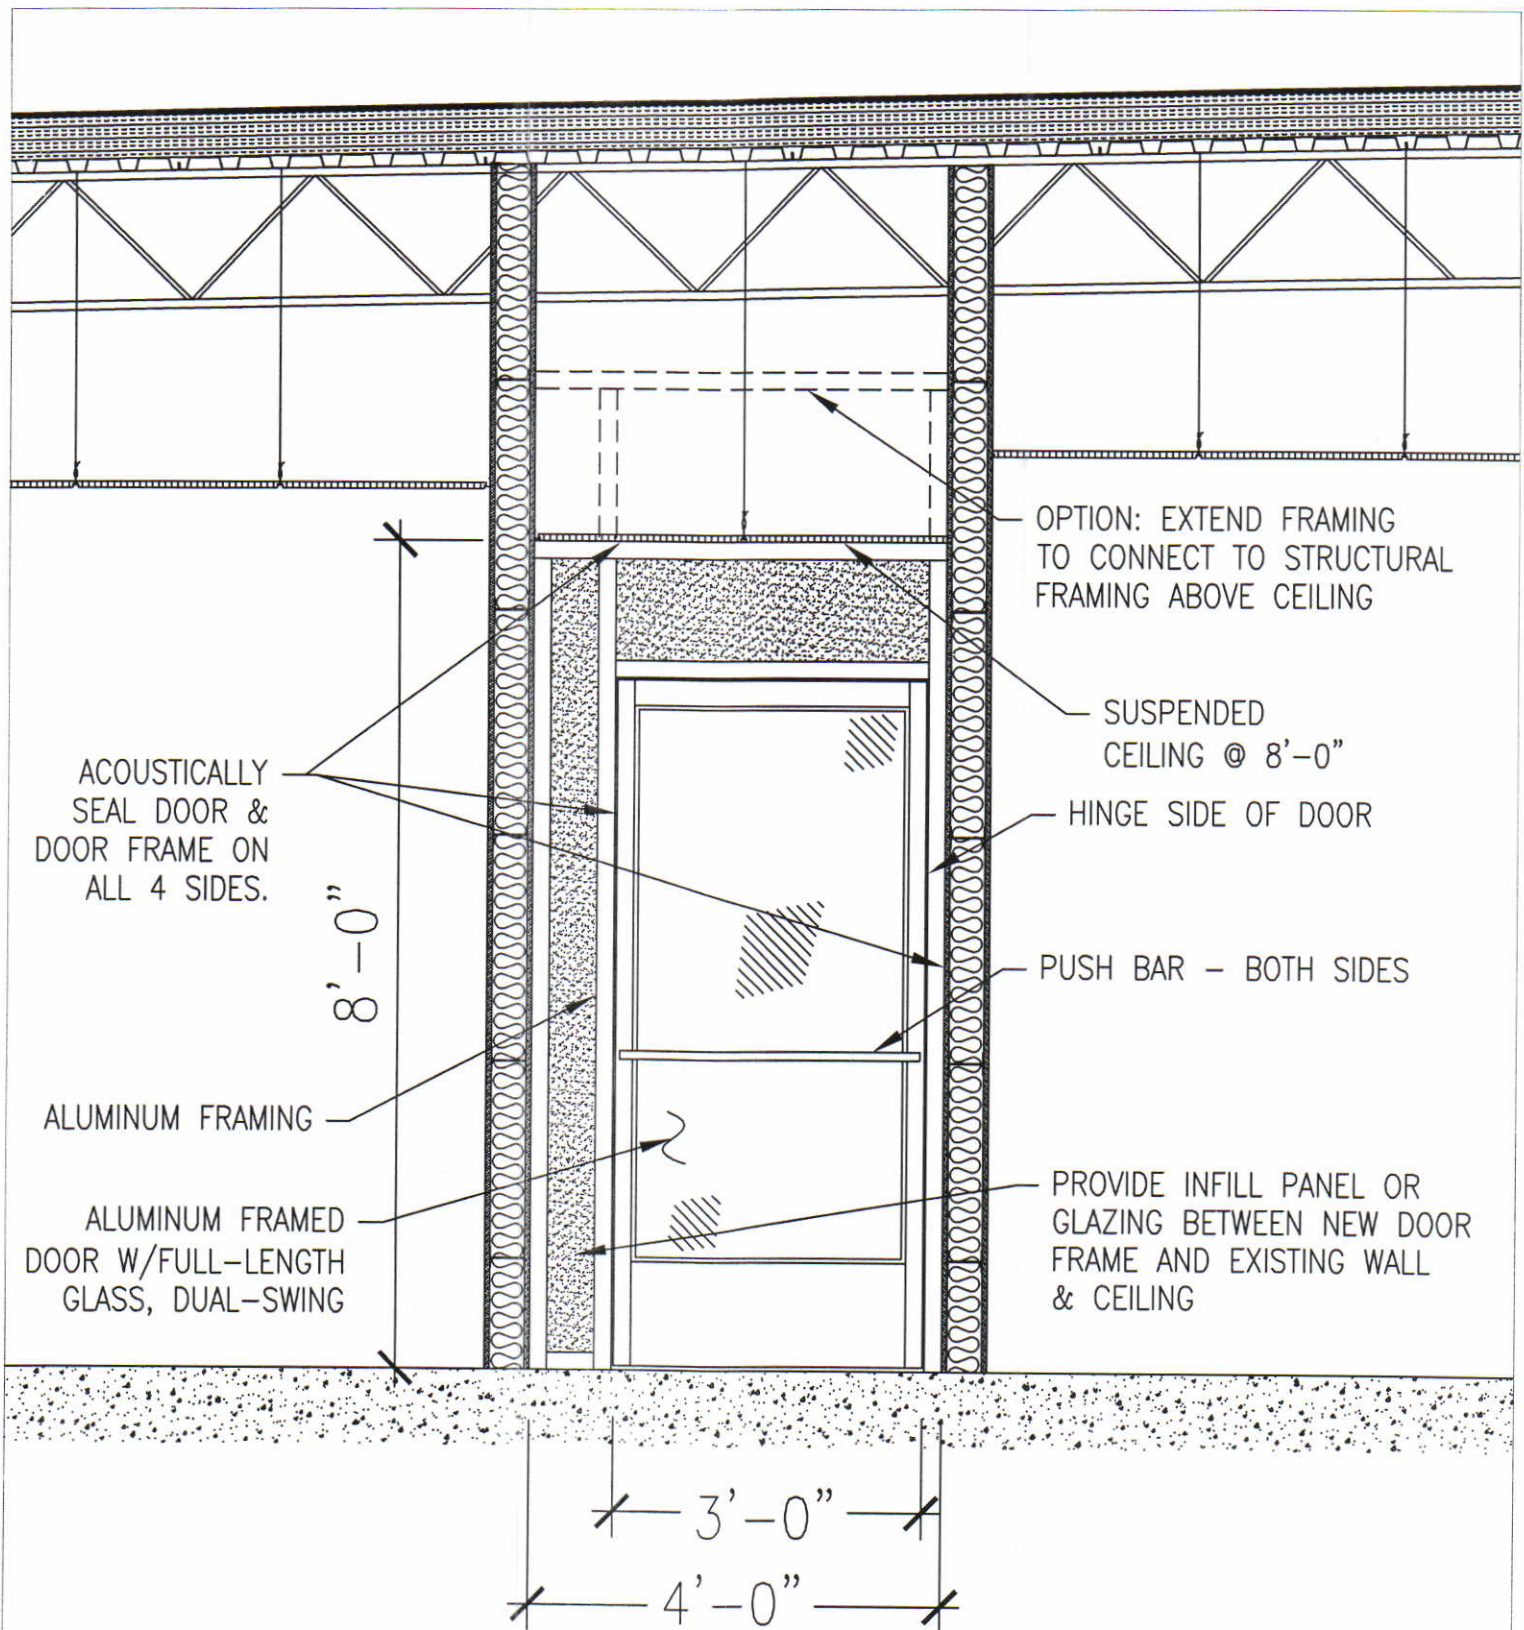 OPTION: EXTEND FRAMING
TO CONNECT TO STRUCTURAL
FRAMING ABOVE CEILING
SUSPENDED
CEILING @ 8'-0"
ACOUSTICALLY
SEAL DOOR &
DOOR FRAME ON
ALL 4 SIDES.
HINGE SIDE OF DOOR
8'-0"
PUSH BAR - BOTH SIDES
ALUMINUM FRAMING
ALUMINUM FRAMED
DOOR W/FULL-LENGTH
GLASS, DUAL-SWING
PROVIDE INFILL PANEL OR
GLAZING BETWEEN NEW DOOR
FRAME AND EXISTING WALL
& CEILING
3'-0"
4'-0"